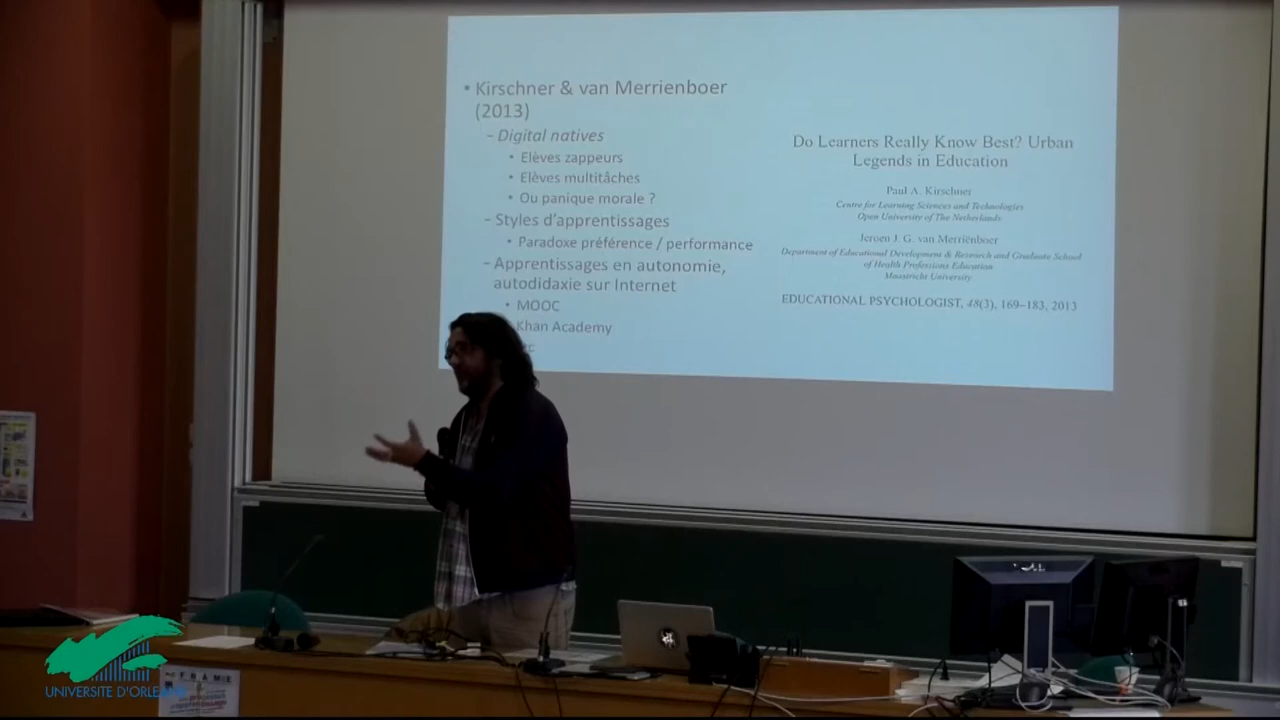 • Kirschner & van Merrienboer
(2013)
– Digital natives
• Elèves zappeurs
• Elèves multitâches
• Ou panique morale ?
– Styles d'apprentissages
• Paradoxe préférence / performance
– Apprentissages en autonomie,
autodidaxie sur Internet
• MOOC
Khan Academy
Do Learners Really Know Best? Urban
Legends in Education
Paul A. Kirschner
Centre for Learning Sciences and Technologies
Open University of The Netherlands
Jeroen J. G. van Merriënboer
Department of Educational Development & Research and Graduate School
of Health Professions Education
Maastricht University
EDUCATIONAL PSYCHOLOGIST, 48(3), 169–183, 2013
UNIVERSITE D'ORLEANS
FRAME